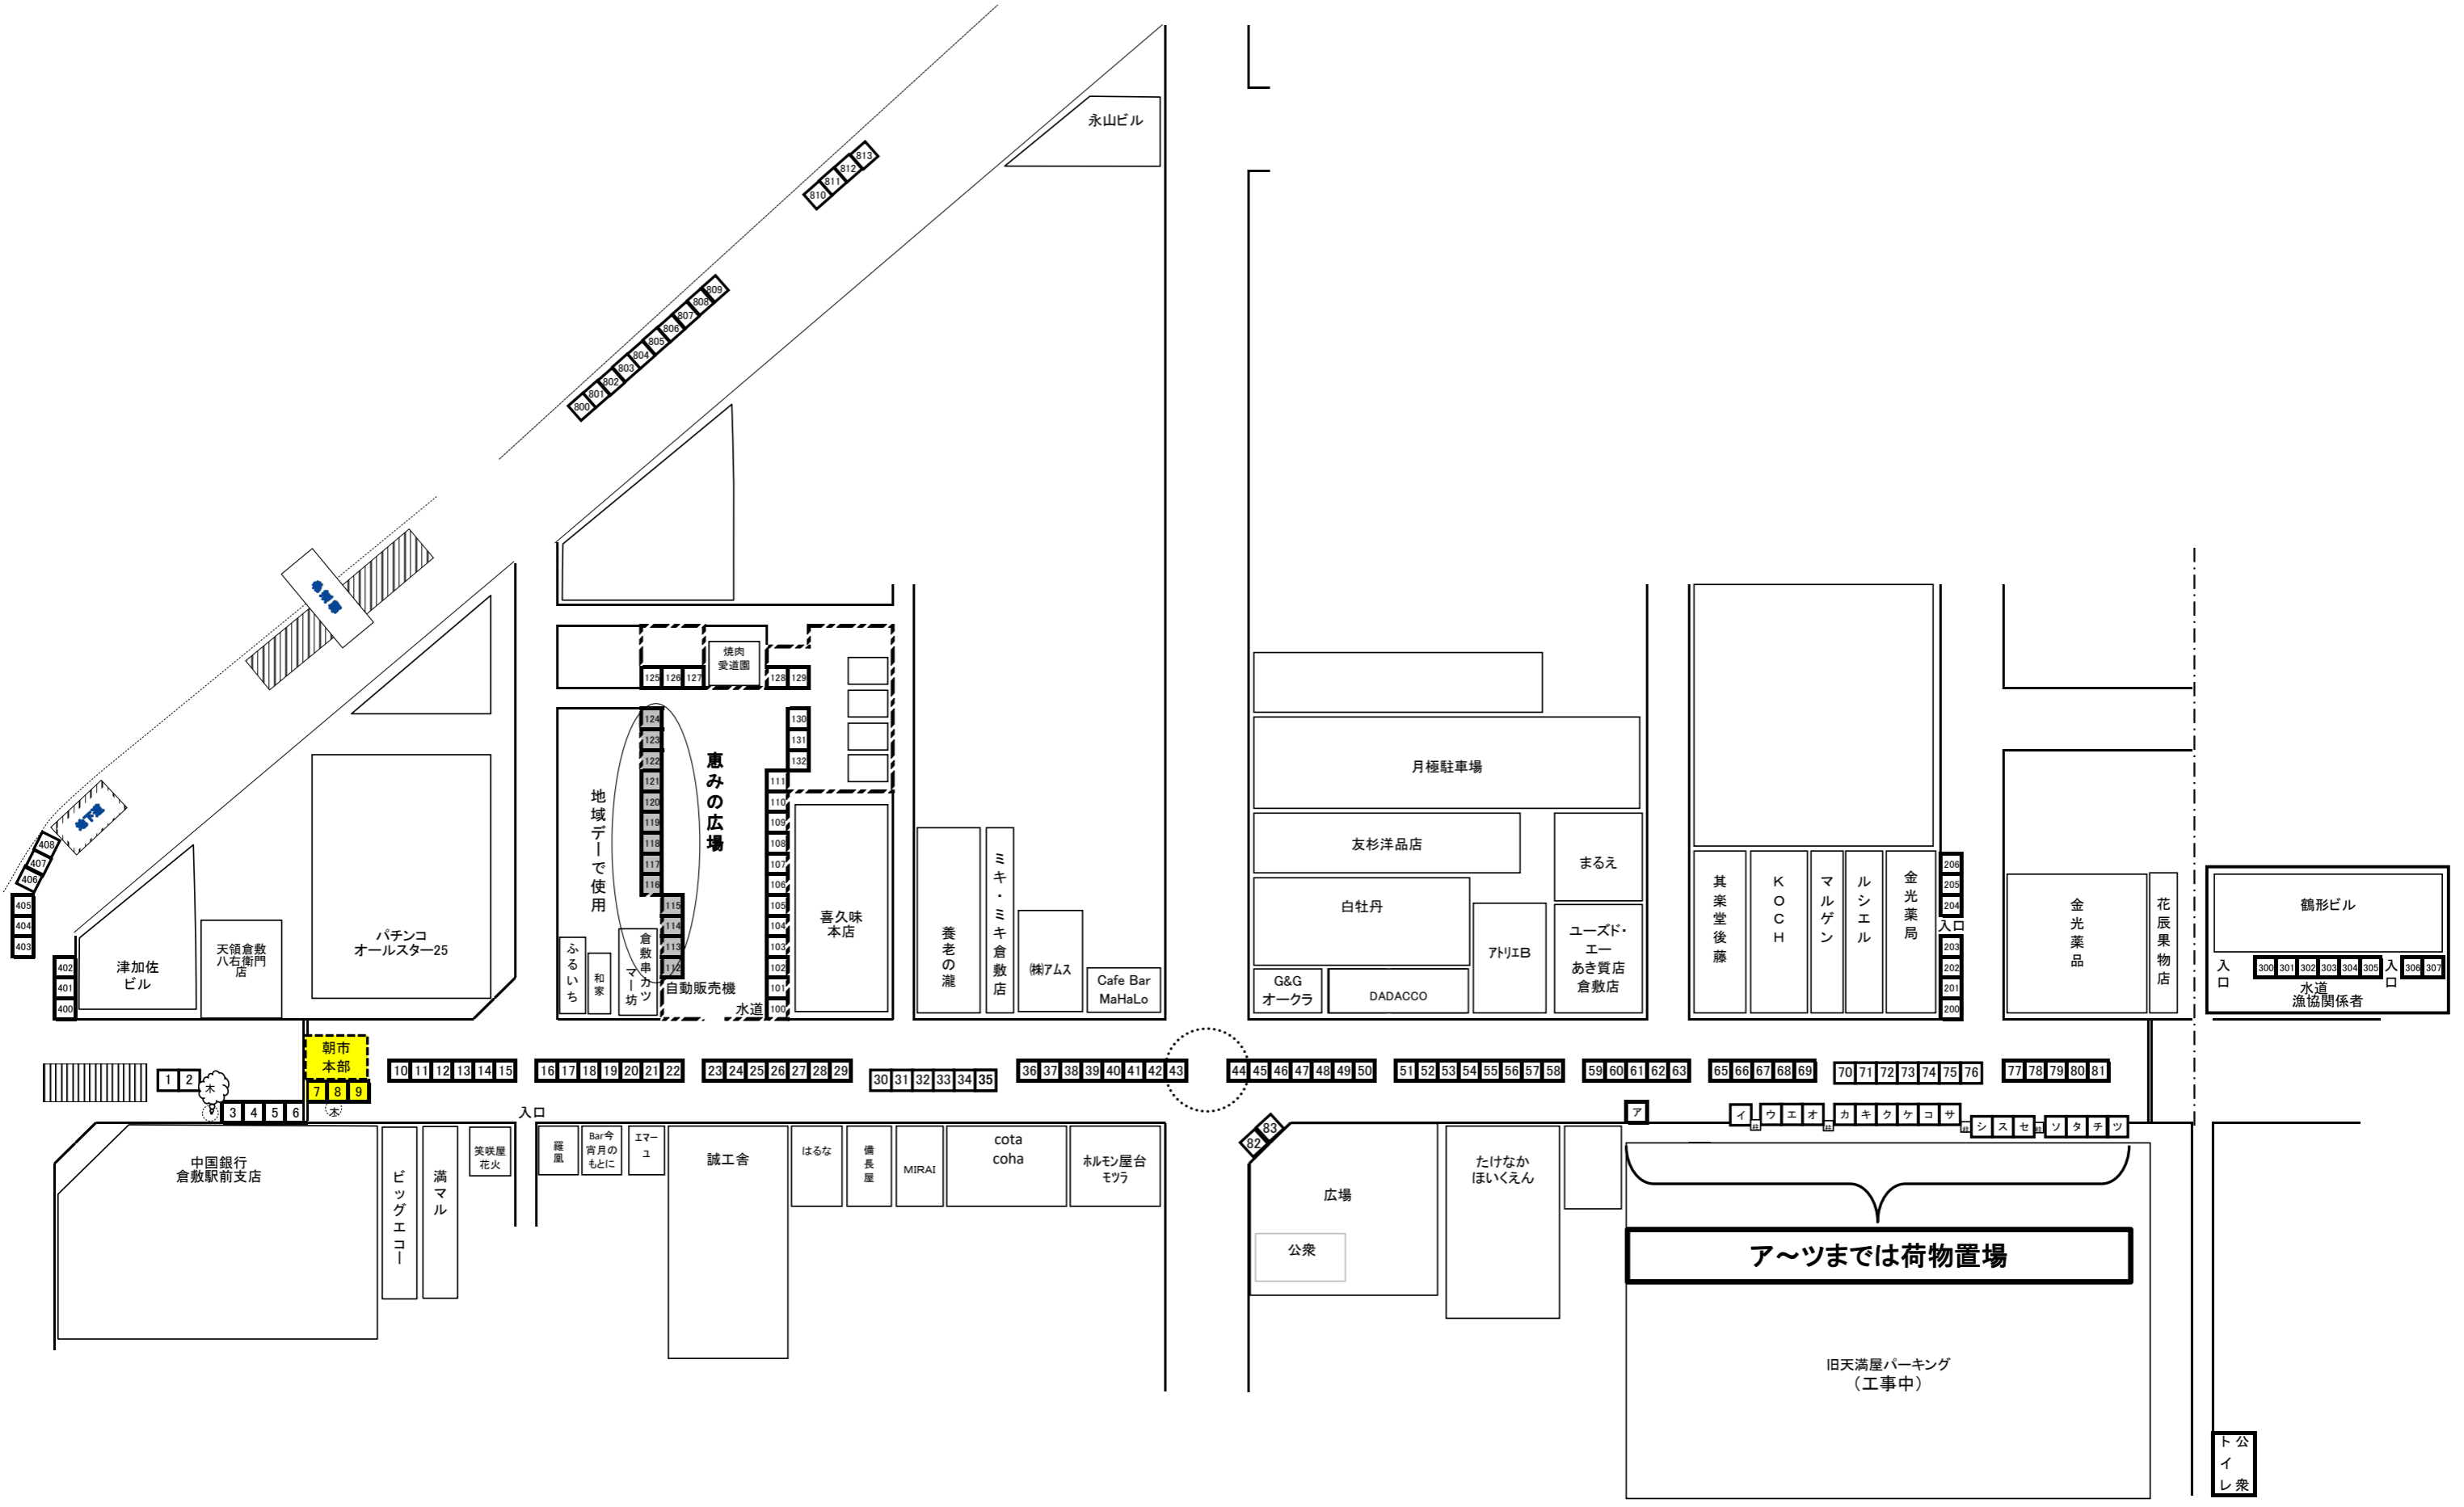 永山ビル
813
812
811
810
809
808
807
806
805
804
803
802
801
800
焼肉
愛道園
125 126 127
128 129
124
123
122
121
120
119
118
117
116
115
114
113
112
恵みの広場
地域デーで使用
130
131
132
111
110
109
108
107
106
105
104
103
102
101
100
自動販売機
水道
喜久味
本店
ふるいち
和家
倉敷串カツ
マー坊
地下道
408
407
406
405
404
403
402
401
400
津加佐
ビル
天領倉敷
八右衛門
店
パチンコ
オールスター25
養老の瀧
ミキ・ミキ倉敷店
㈱アムス
Cafe Bar
MaHaLo
月極駐車場
友杉洋品店
まるえ
白牡丹
アトリエB
ユーズド・
エー
あき質店
倉敷店
G&G
オークラ
DADACCO
其楽堂後藤
KOCH
マルゲン
ルシエル
金光薬局
206
205
204
入口
203
202
201
200
金光薬品
花辰果物店
鶴形ビル
入口
300 301 302 303 304 305
入口
306 307
水道
漁協関係者
朝市
本部
1 2
木
3 4 5 6
7 8 9
木
10 11 12 13 14 15
16 17 18 19 20 21 22
23 24 25 26 27 28 29
30 31 32 33 34 35
36 37 38 39 40 41 42 43
44 45 46 47 48 49 50
51 52 53 54 55 56 57 58
59 60 61 62 63
65 66 67 68 69
70 71 72 73 74 75 76
77 78 79 80 81
入口
83
82
ア
イ
ウ エ オ
カ キ ク ケ コ サ
シ ス セ
ソ タ チ ツ
中国銀行
倉敷駅前支店
ビッグエコー
満マル
笑咲屋
花火
羅凰
Bar今
宵月の
もとに
エマー
ュ
誠工舎
はるな
備長屋
MIRAI
cota
coha
ホルモン屋台
モツラ
広場
公衆
たけなか
ほいくえん
ア～ツまでは荷物置場
旧天満屋パーキング
（工事中）
公衆
トイレ